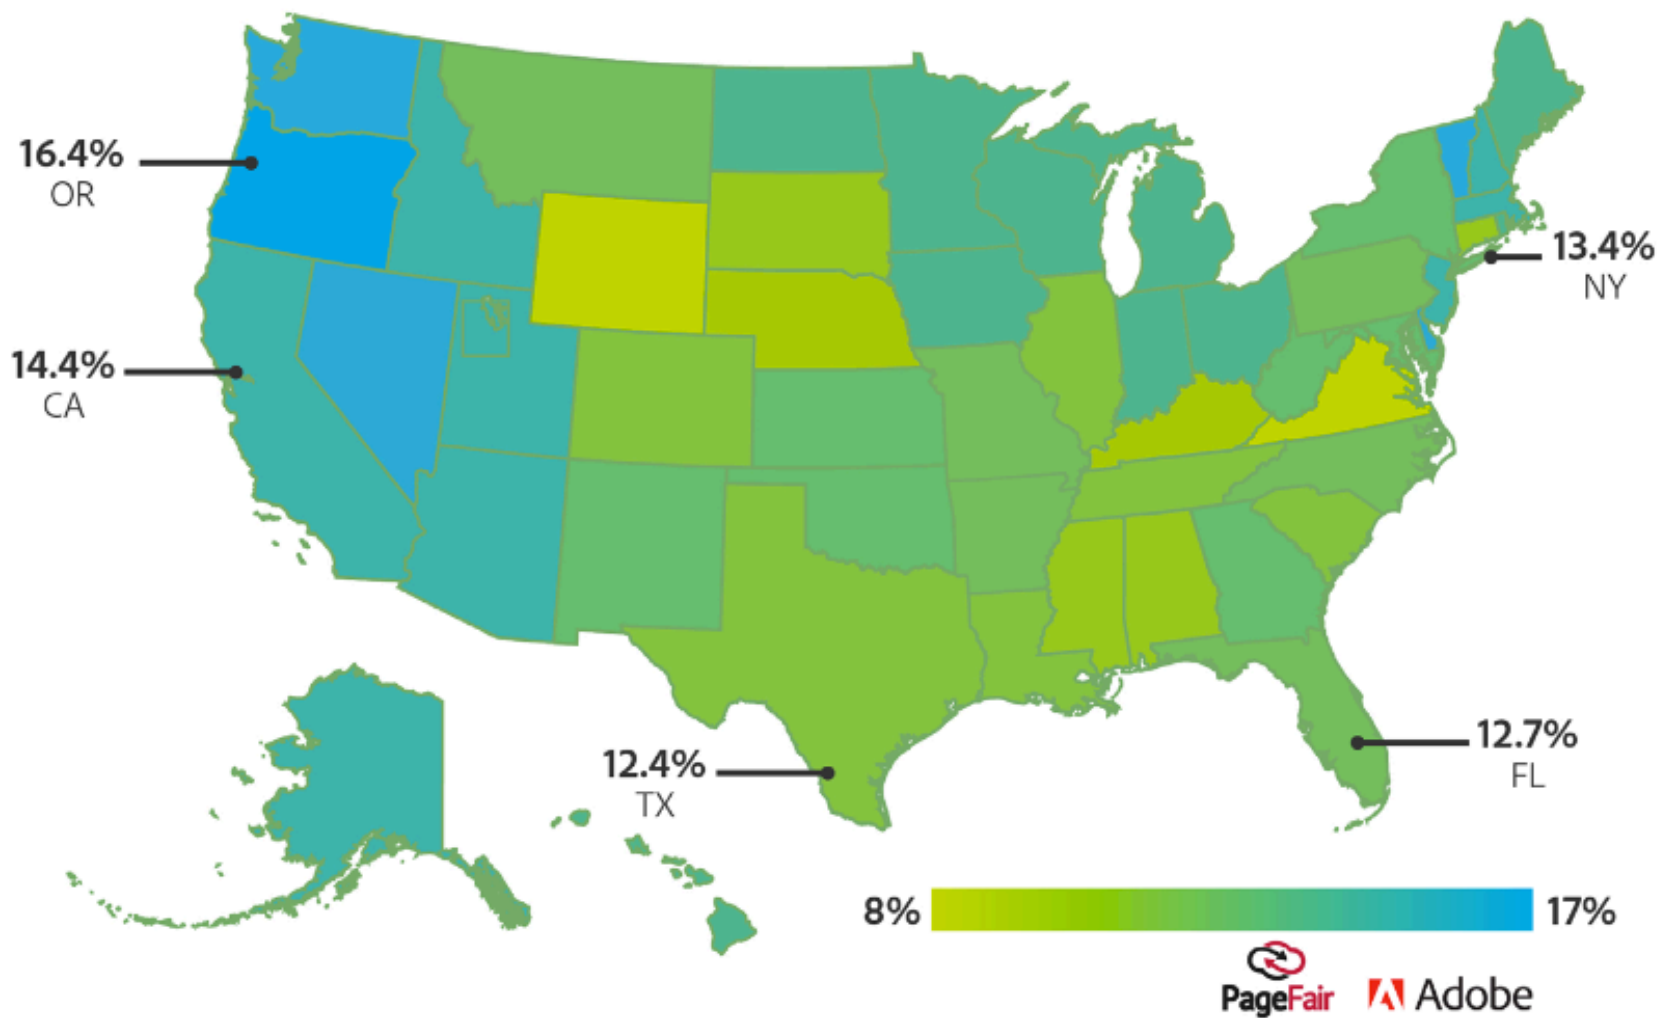 16.4%
OR
13.4%
NY
14.4%
CA
12.4%
TX
12.7%
FL
8%
17%
PageFair
Adobe